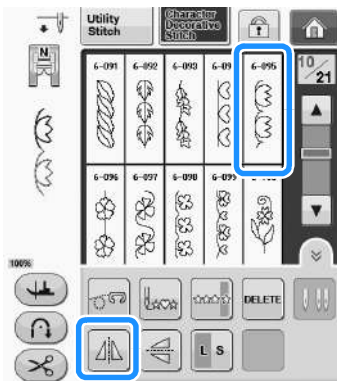 Utility
Stitch
Character
Decorative
Stitch
N
10/21
6-091 6-092 6-093 6-09 6-095
6-096 6-097 6-098 6-099
100%
DELETE
L S